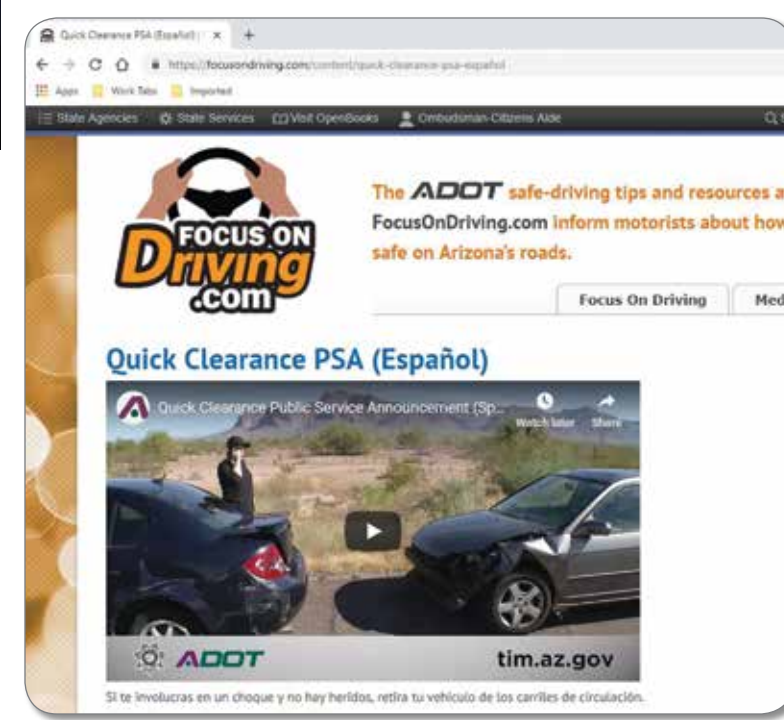 Quick Clearance PSA (Español) | x +
https://focusondriving.com/content/quick-clearance-psa-español
Apps Work Tabs Imported
State Agencies State Services Visit OpenBooks Ombudsman-Citizens Aide
FOCUS ON
Driving
.com
The ADOT safe-driving tips and resources a
FocusOnDriving.com inform motorists about how
safe on Arizona's roads.
Focus On Driving Med
Quick Clearance PSA (Español)
Quick Clearance Public Service Announcement (Sp...
Watch later Share
ADOT tim.az.gov
Si te involucras en un choque y no hay heridos, retira tu vehículo de los carriles de circulación.